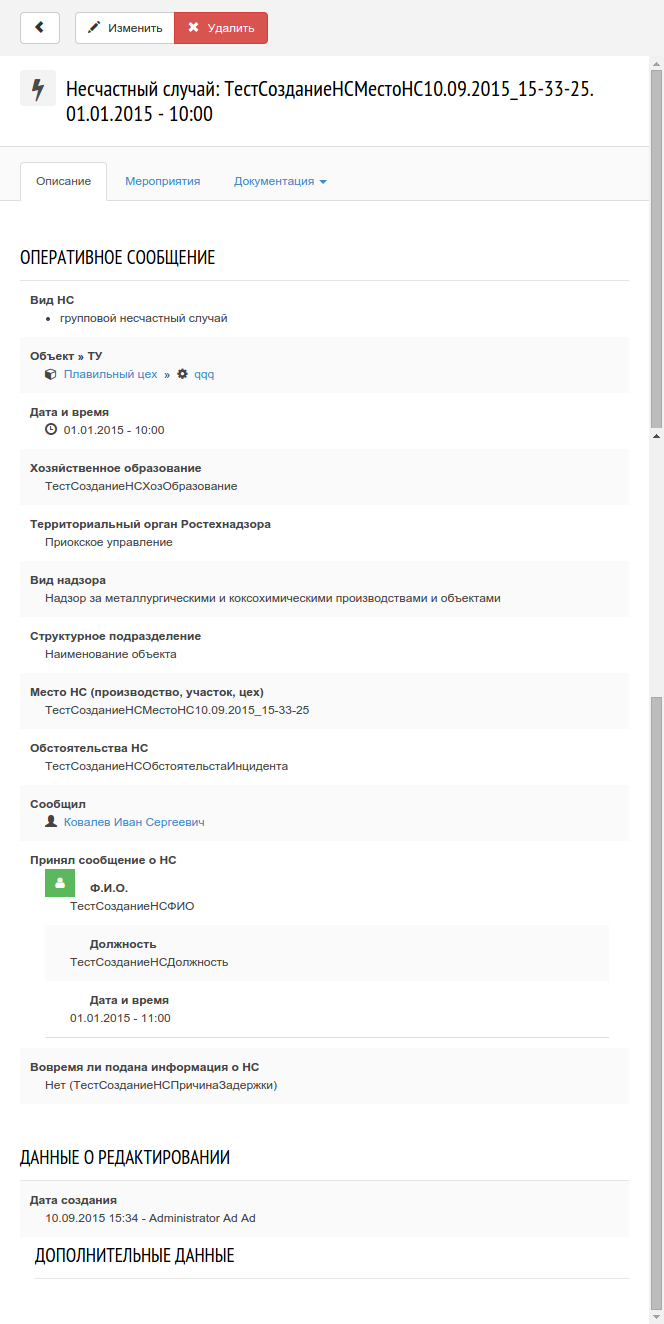 Изменить Удалить
Несчастный случай: ТестСозданиеНСМестоНС10.09.2015_15-33-25.
01.01.2015 - 10:00
Описание Мероприятия Документация
ОПЕРАТИВНОЕ СООБЩЕНИЕ
Вид НС
• групповой несчастный случай
Объект » ТУ
Плавильный цех » qqq
Дата и время
01.01.2015 - 10:00
Хозяйственное образование
ТестСозданиеНСХозОбразование
Территориальный орган Ростехнадзора
Приокское управление
Вид надзора
Надзор за металлургическими и коксохимическими производствами и объектами
Структурное подразделение
Наименование объекта
Место НС (производство, участок, цех)
ТестСозданиеНСМестоНС10.09.2015_15-33-25
Обстоятельства НС
ТестСозданиеНСОбстоятельстаИнцидента
Сообщил
Ковалев Иван Сергеевич
Принял сообщение о НС
Ф.И.О.
ТестСозданиеНСФИО
Должность
ТестСозданиеНСДолжность
Дата и время
01.01.2015 - 11:00
Вовремя ли подана информация о НС
Нет (ТестСозданиеНСПричинаЗадержки)
ДАННЫЕ О РЕДАКТИРОВАНИИ
Дата создания
10.09.2015 15:34 - Administrator Ad Ad
ДОПОЛНИТЕЛЬНЫЕ ДАННЫЕ